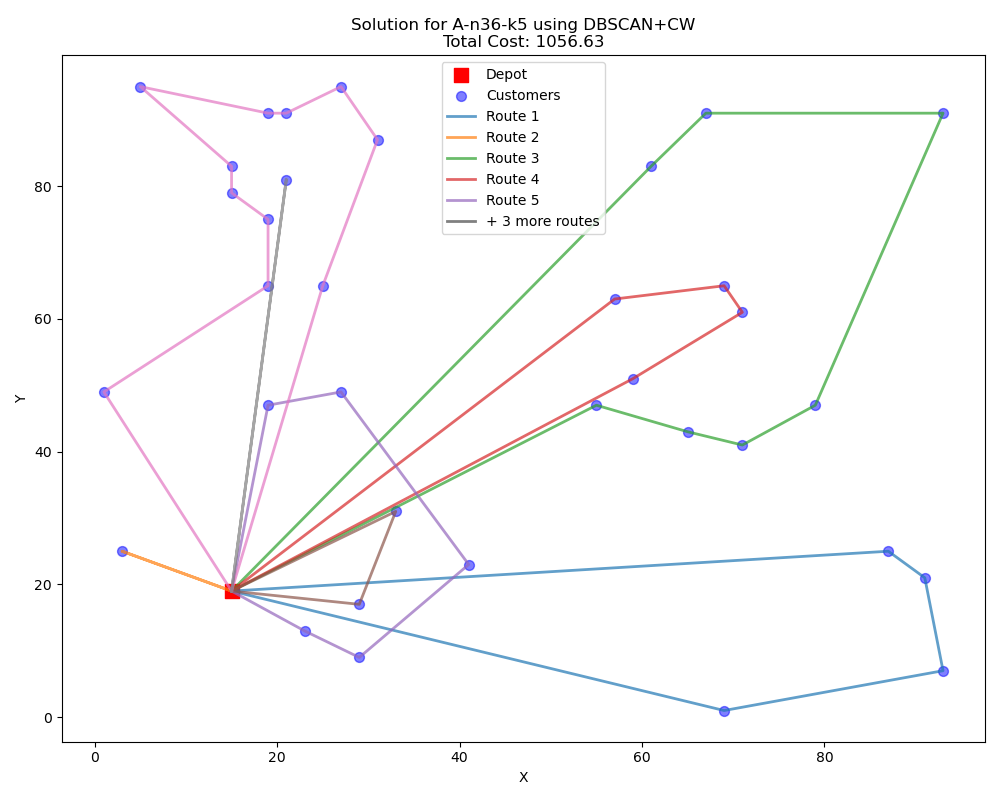 Solution for A-n36-k5 using DBSCAN+CW
Total Cost: 1056.63
Depot
Customers
Route 1
Route 2
Route 3
Route 4
Route 5
+ 3 more routes
Y
80
60
40
20
0
0 20 40 60 80
X